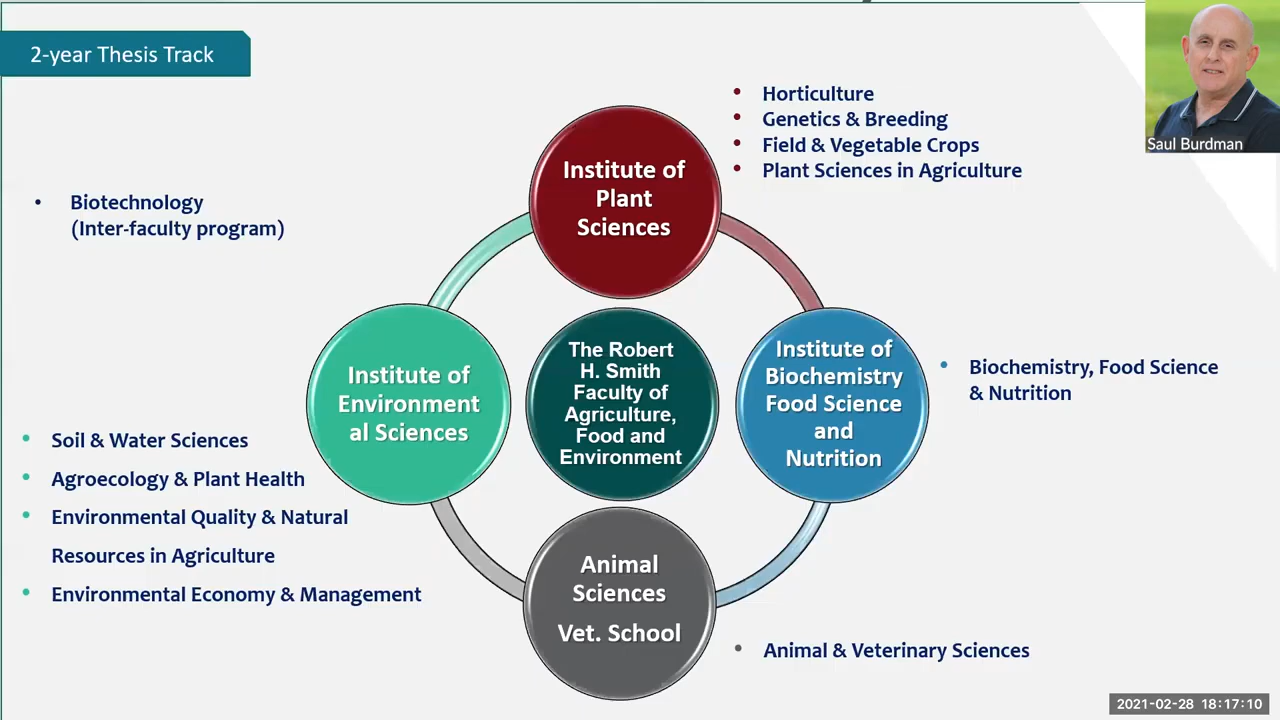 2-year Thesis Track
Saul Burdman
• Horticulture
• Genetics & Breeding
• Field & Vegetable Crops
• Plant Sciences in Agriculture
Institute of
Plant
Sciences
• Biotechnology
(Inter-faculty program)
Institute of
Environment
al Sciences
The Robert
H. Smith
Faculty of
Agriculture,
Food and
Environment
Institute of
Biochemistry
Food Science
and
Nutrition
• Biochemistry, Food Science
& Nutrition
• Soil & Water Sciences
• Agroecology & Plant Health
• Environmental Quality & Natural
Resources in Agriculture
• Environmental Economy & Management
Animal
Sciences
Vet. School
• Animal & Veterinary Sciences
2021-02-28 18:17:10